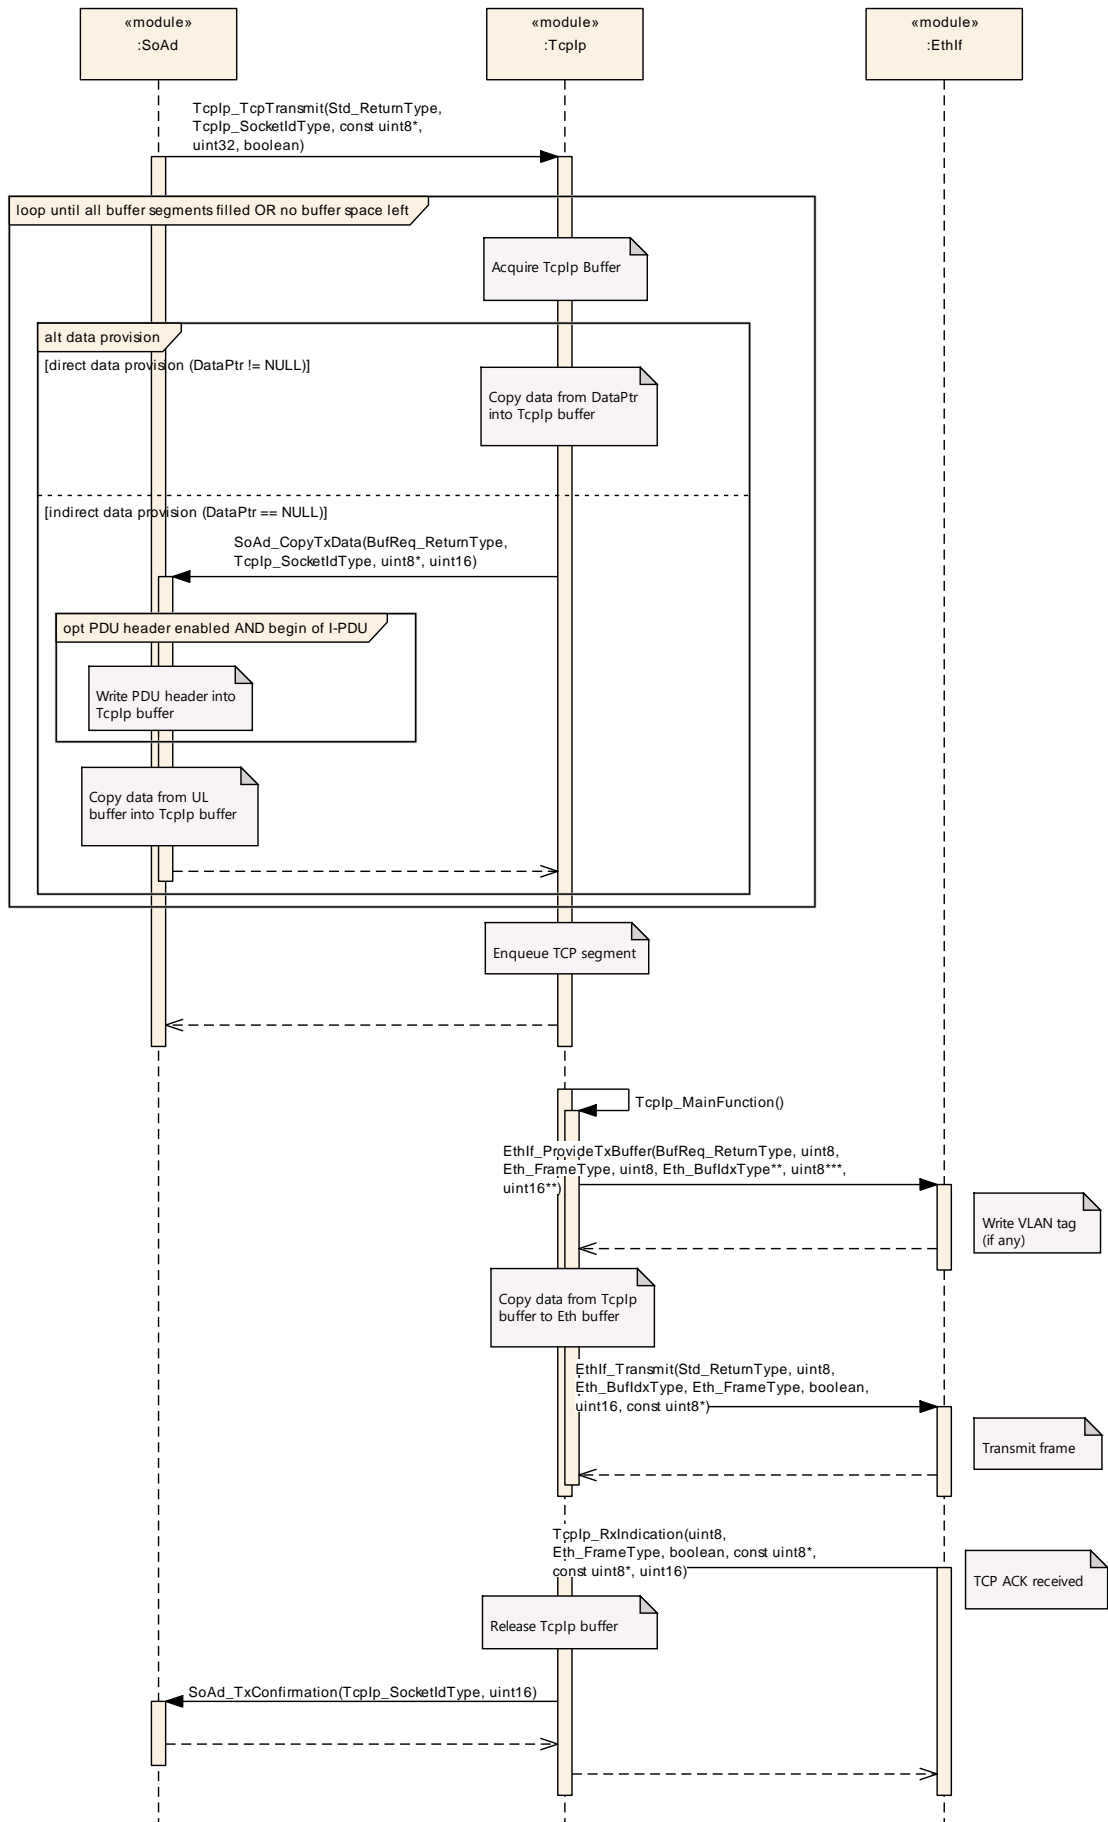 «module»
:SoAd
«module»
:TcpIp
«module»
:EthIf
TcpIp_TcpTransmit(Std_ReturnType,
TcpIp_SocketIdType, const uint8*,
uint32, boolean)
loop until all buffer segments filled OR no buffer space left
Acquire TcpIp Buffer
alt data provision
[direct data provision (DataPtr != NULL)]
Copy data from DataPtr
into TcpIp buffer
[indirect data provision (DataPtr == NULL)]
SoAd_CopyTxData(BufReq_ReturnType,
TcpIp_SocketIdType, uint8*, uint16)
opt PDU header enabled AND begin of I-PDU
Write PDU header into
TcpIp buffer
Copy data from UL
buffer into TcpIp buffer
Enqueue TCP segment
TcpIp_MainFunction()
EthIf_ProvideTxBuffer(BufReq_ReturnType, uint8,
Eth_FrameType, uint8, Eth_BufIdxType**, uint8***,
uint16**)
Write VLAN tag
(if any)
Copy data from TcpIp
buffer to Eth buffer
EthIf_Transmit(Std_ReturnType, uint8,
Eth_BufIdxType, Eth_FrameType, boolean,
uint16, const uint8*)
Transmit frame
TcpIp_RxIndication(uint8,
Eth_FrameType, boolean, const uint8*,
const uint8*, uint16)
TCP ACK received
Release TcpIp buffer
SoAd_TxConfirmation(TcpIp_SocketIdType, uint16)